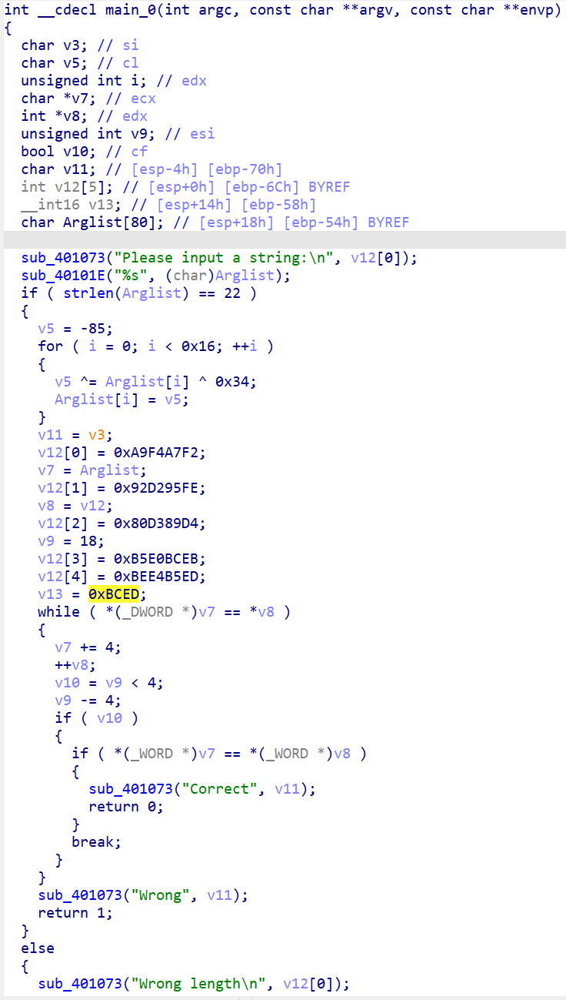 int __cdecl main_0(int argc, const char **argv, const char **envp)
{
  char v3; // si
  char v5; // cl
  unsigned int i; // edx
  char *v7; // ecx
  int *v8; // edx
  unsigned int v9; // esi
  bool v10; // cf
  char v11; // [esp-4h] [ebp-70h]
  int v12[5]; // [esp+0h] [ebp-6Ch] BYREF
  __int16 v13; // [esp+14h] [ebp-58h]
  char Arglist[80]; // [esp+18h] [ebp-54h] BYREF

  sub_401073("Please input a string:\n", v12[0]);
  sub_40101E("%s", (char)Arglist);
  if ( strlen(Arglist) == 22 )
  {
    v5 = -85;
    for ( i = 0; i < 0x16; ++i )
    {
      v5 ^= Arglist[i] ^ 0x34;
      Arglist[i] = v5;
    }
    v11 = v3;
    v12[0] = 0xA9F4A7F2;
    v7 = Arglist;
    v12[1] = 0x92D295FE;
    v8 = v12;
    v12[2] = 0x80D389D4;
    v9 = 18;
    v12[3] = 0xB5E0BCEB;
    v12[4] = 0xBEE4B5ED;
    v13 = 0xBCED;
    while ( *(_DWORD *)v7 == *v8 )
    {
      v7 += 4;
      ++v8;
      v10 = v9 < 4;
      v9 -= 4;
      if ( v10 )
      {
        if ( *(_WORD *)v7 == *(_WORD *)v8 )
        {
          sub_401073("Correct", v11);
          return 0;
        }
        break;
      }
    }
    sub_401073("Wrong", v11);
    return 1;
  }
  else
  {
    sub_401073("Wrong length\n", v12[0]);